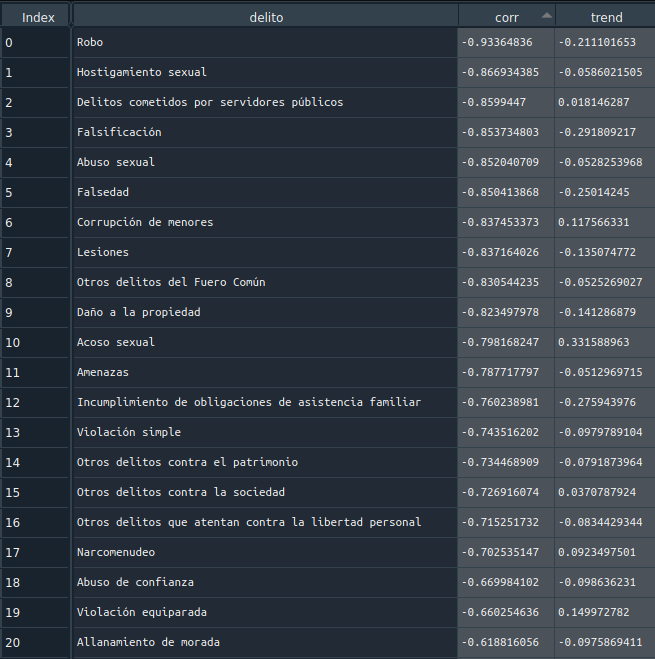 Index delito corr trend
0 Robo -0.93364836 -0.211101653
1 Hostigamiento sexual -0.866934385 -0.0586021505
2 Delitos cometidos por servidores públicos -0.8599447 0.018146287
3 Falsificación -0.853734803 -0.291809217
4 Abuso sexual -0.852040709 -0.0528253968
5 Falsedad -0.850413868 -0.25014245
6 Corrupción de menores -0.837453373 0.117566331
7 Lesiones -0.837164026 -0.135074772
8 Otros delitos del Fuero Común -0.830544235 -0.0525269027
9 Daño a la propiedad -0.823497978 -0.141286879
10 Acoso sexual -0.798168247 0.331588963
11 Amenazas -0.787717797 -0.0512969715
12 Incumplimiento de obligaciones de asistencia familiar -0.760238981 -0.275943976
13 Violación simple -0.743516202 -0.0979789104
14 Otros delitos contra el patrimonio -0.734468909 -0.0791873964
15 Otros delitos contra la sociedad -0.726916074 0.0370787924
16 Otros delitos que atentan contra la libertad personal -0.715251732 -0.0834429344
17 Narcomenudeo -0.702535147 0.0923497501
18 Abuso de confianza -0.669984102 -0.098636231
19 Violación equiparada -0.660254636 0.149972782
20 Allanamiento de morada -0.618816056 -0.0975869411